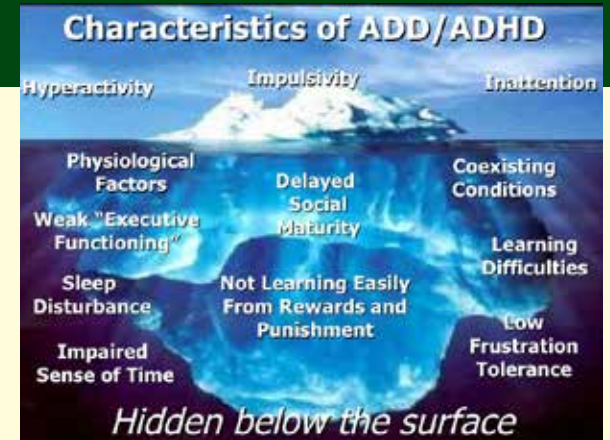 Characteristics of ADD/ADHD
Hyperactivity
Impulsivity
Inattention
Physiological
Factors
Delayed
Social
Maturity
Coexisting
Conditions
Weak "Executive
Functioning"
Learning
Difficulties
Sleep
Disturbance
Not Learning Easily
From Rewards and
Punishment
Low
Frustration
Tolerance
Impaired
Sense of Time
Hidden below the surface